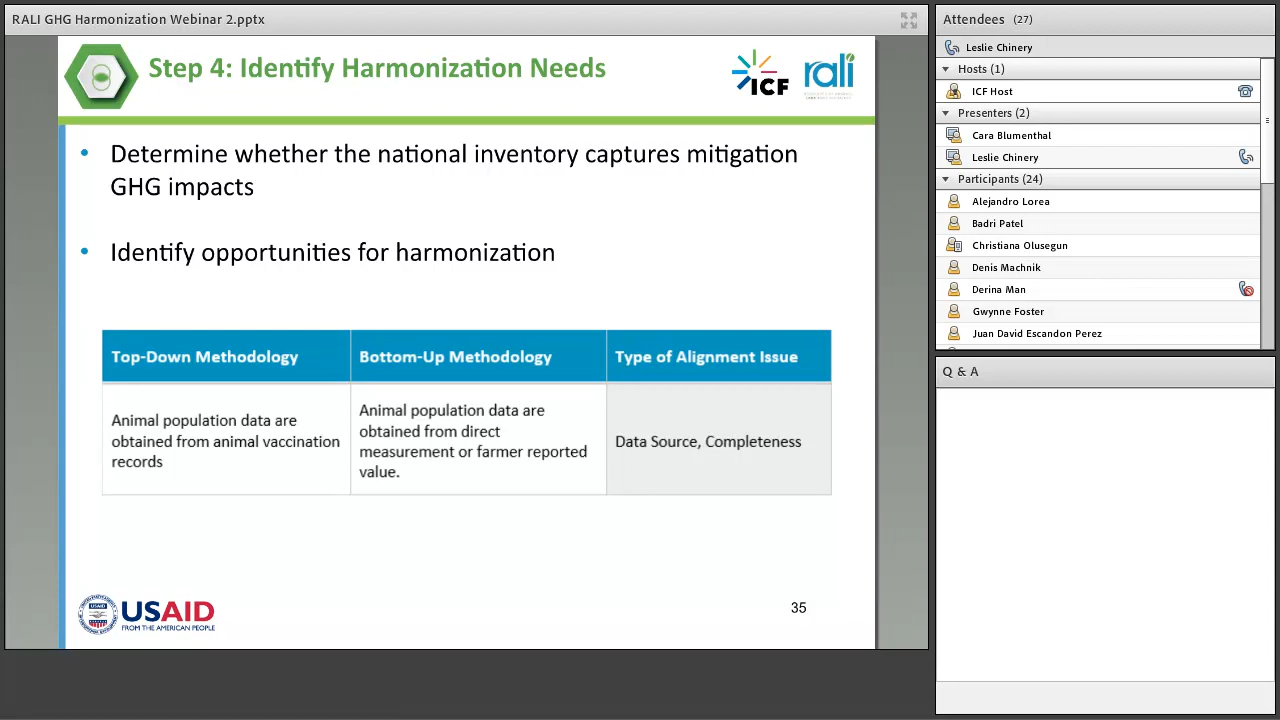 RALI GHG Harmonization Webinar 2.pptx
Step 4: Identify Harmonization Needs
ICF
rali
• Determine whether the national inventory captures mitigation
GHG impacts
• Identify opportunities for harmonization
Top-Down Methodology
Bottom-Up Methodology
Type of Alignment Issue
Animal population data are
obtained from animal vaccination
records
Animal population data are
obtained from direct
measurement or farmer reported
value.
Data Source, Completeness
USAID
FROM THE AMERICAN PEOPLE
35
Attendees (27)
Leslie Chinery
Hosts (1)
ICF Host
Presenters (2)
Cara Blumenthal
Leslie Chinery
Participants (24)
Alejandro Lorea
Badri Patel
Christiana Olusegun
Denis Machnik
Derina Man
Gwynne Foster
Juan David Escandon Perez
Q & A